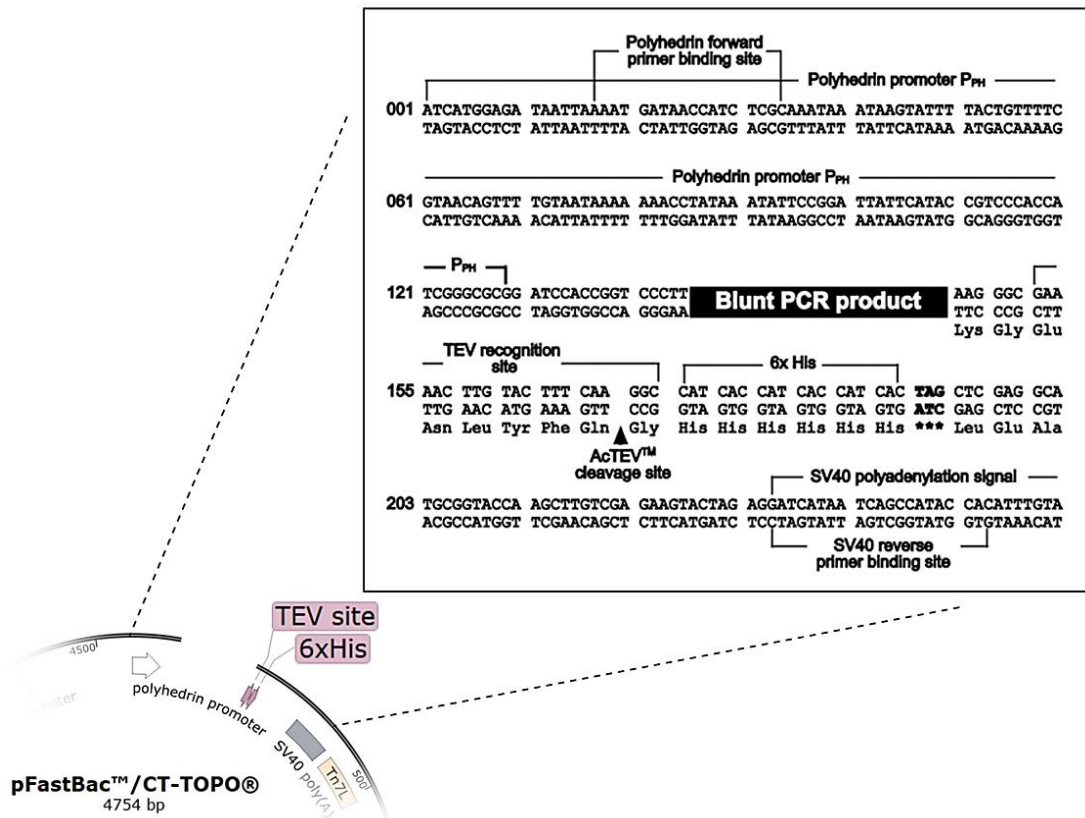 Polyhedrin forward
primer binding site
Polyhedrin promoter PPH
001 ATCATGGAGA TAATTAAAAT GATAACCATC TCGCAAATAA ATAAGTATTT TACTGTTTTC
TAGTACCTCT ATTAATTTTA CTATTGGTAG AGCGTTTATT TATTCATAAA ATGACAAAAG
Polyhedrin promoter PPH
061 GTAACAGTTT TGTAATAAAA AAACCTATAA ATATTCCGGA TTATTCATAC CGTCCCACCA
CATTGTCAAA ACATTATTTT TTTGGATATT TATAAGGCCT AATAAGTATG GCAGGGTGGT
PPH
121 TCGGGCGCGG ATCCACCGGT CCCTT Blunt PCR product AAG GGC GAA
AGCCCGCGCC TAGGTGGCCA GGGAA TTC CCG CTT
Lys Gly Glu
TEV recognition
site
6x His
155 AAC TTG TAC TTT CAA GGC CAT CAC CAT CAC CAT CAC TAG CTC GAG GCA
TTG AAC ATG AAA GTT CCG GTA GTG GTA GTG GTA GTG ATC GAG CTC CGT
Asn Leu Tyr Phe Gln Gly His His His His His His *** Leu Glu Ala
AcTEV™
cleavage site
SV40 polyadenylation signal
203 TGCGGTACCA AGCTTGTCGA GAAGTACTAG AGGATCATAA TCAGCCATAC CACATTTGTA
ACGCCATGGT TCGAACAGCT CTTCATGATC TCCTAGTATT AGTCGGTATG GTGTAAACAT
SV40 reverse
primer binding site
TEV site
6xHis
4500
polyhedrin promoter
moter
SV40 poly(A)
Tn7L
500
pFastBac™/CT-TOPO®
4754 bp